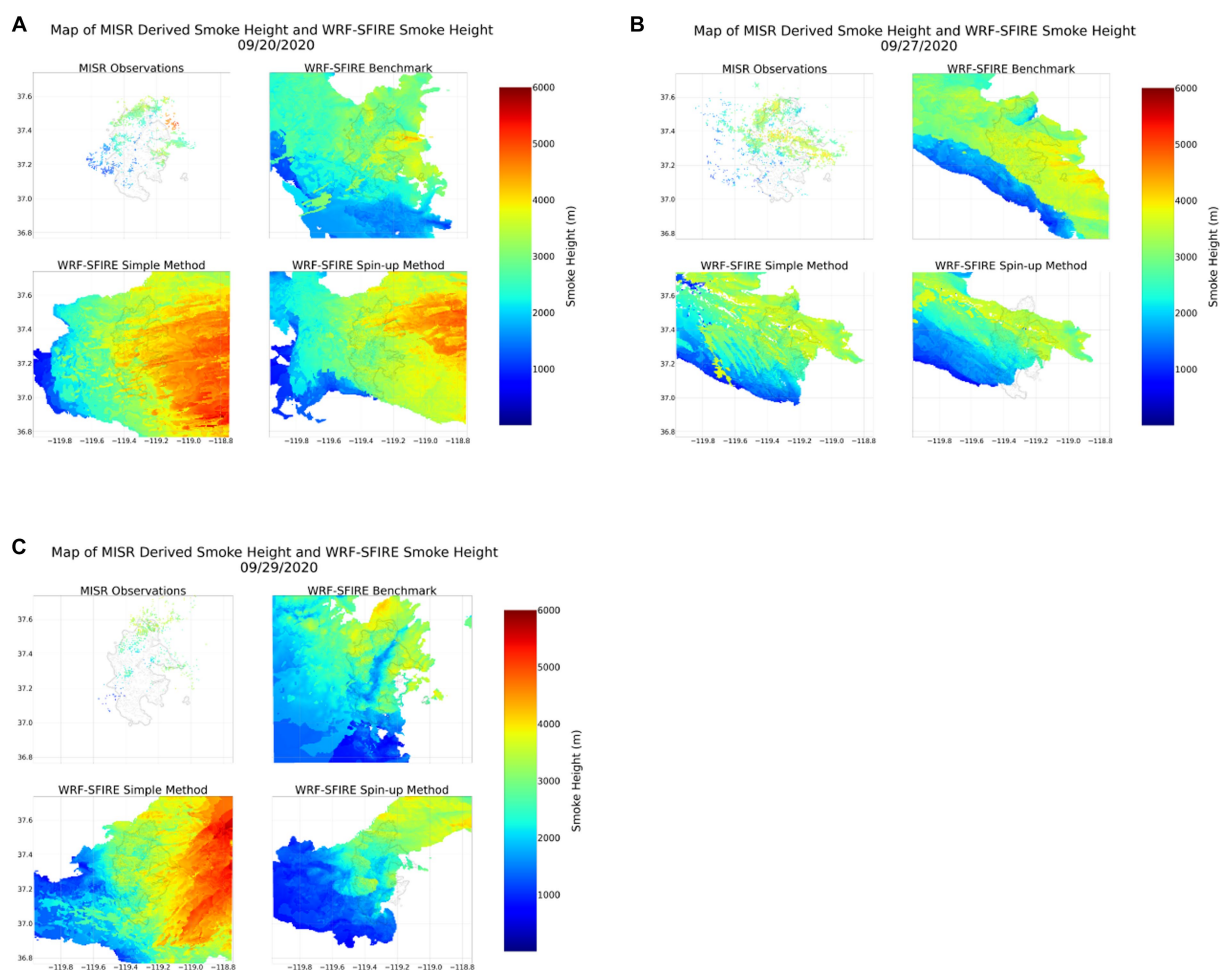 A
Map of MISR Derived Smoke Height and WRF-SFIRE Smoke Height
09/20/2020
MISR Observations
WRF-SFIRE Benchmark
37.6
37.4
37.2
37.0
36.8
WRF-SFIRE Simple Method
WRF-SFIRE Spin-up Method
37.6
37.4
37.2
37.0
36.8
−119.8 −119.6 −119.4 −119.2 −119.0 −118.8
−119.8 −119.6 −119.4 −119.2 −119.0 −118.8
6000
5000
4000
3000
2000
1000
Smoke Height (m)
B
Map of MISR Derived Smoke Height and WRF-SFIRE Smoke Height
09/27/2020
MISR Observations
WRF-SFIRE Benchmark
37.6
37.4
37.2
37.0
36.8
WRF-SFIRE Simple Method
WRF-SFIRE Spin-up Method
37.6
37.4
37.2
37.0
36.8
−119.8 −119.6 −119.4 −119.2 −119.0 −118.8
−119.8 −119.6 −119.4 −119.2 −119.0 −118.8
6000
5000
4000
3000
2000
1000
Smoke Height (m)
C
Map of MISR Derived Smoke Height and WRF-SFIRE Smoke Height
09/29/2020
MISR Observations
WRF-SFIRE Benchmark
37.6
37.4
37.2
37.0
36.8
WRF-SFIRE Simple Method
WRF-SFIRE Spin-up Method
37.6
37.4
37.2
37.0
36.8
−119.8 −119.6 −119.4 −119.2 −119.0 −118.8
−119.8 −119.6 −119.4 −119.2 −119.0 −118.8
6000
5000
4000
3000
2000
1000
Smoke Height (m)